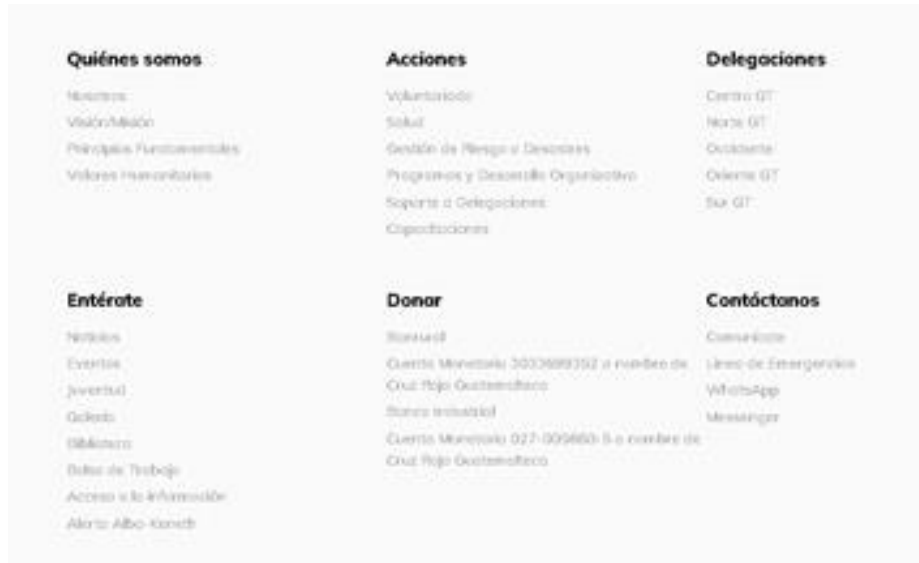 Quiénes somos
Nosotros
Visión/Misión
Principios Fundamentales
Valores Humanitarios
Acciones
Voluntariado
Salud
Gestión de Riesgo a Desastres
Programas y Desarrollo Organizativo
Soporte a Delegaciones
Capacitaciones
Delegaciones
Centro GT
Norte GT
Occidente
Oriente GT
Sur GT
Entérate
Noticias
Eventos
Juventud
Galería
Biblioteca
Bolsa de Trabajo
Acceso a la información
Alerta Alba-Keneth
Donar
Banrural
Cuenta Monetaria a nombre de
Cruz Roja Guatemalteca
Banco Industrial
Cuenta Monetaria a nombre de
Cruz Roja Guatemalteca
Contáctanos
Comunícate
Línea de Emergencias
WhatsApp
Messenger